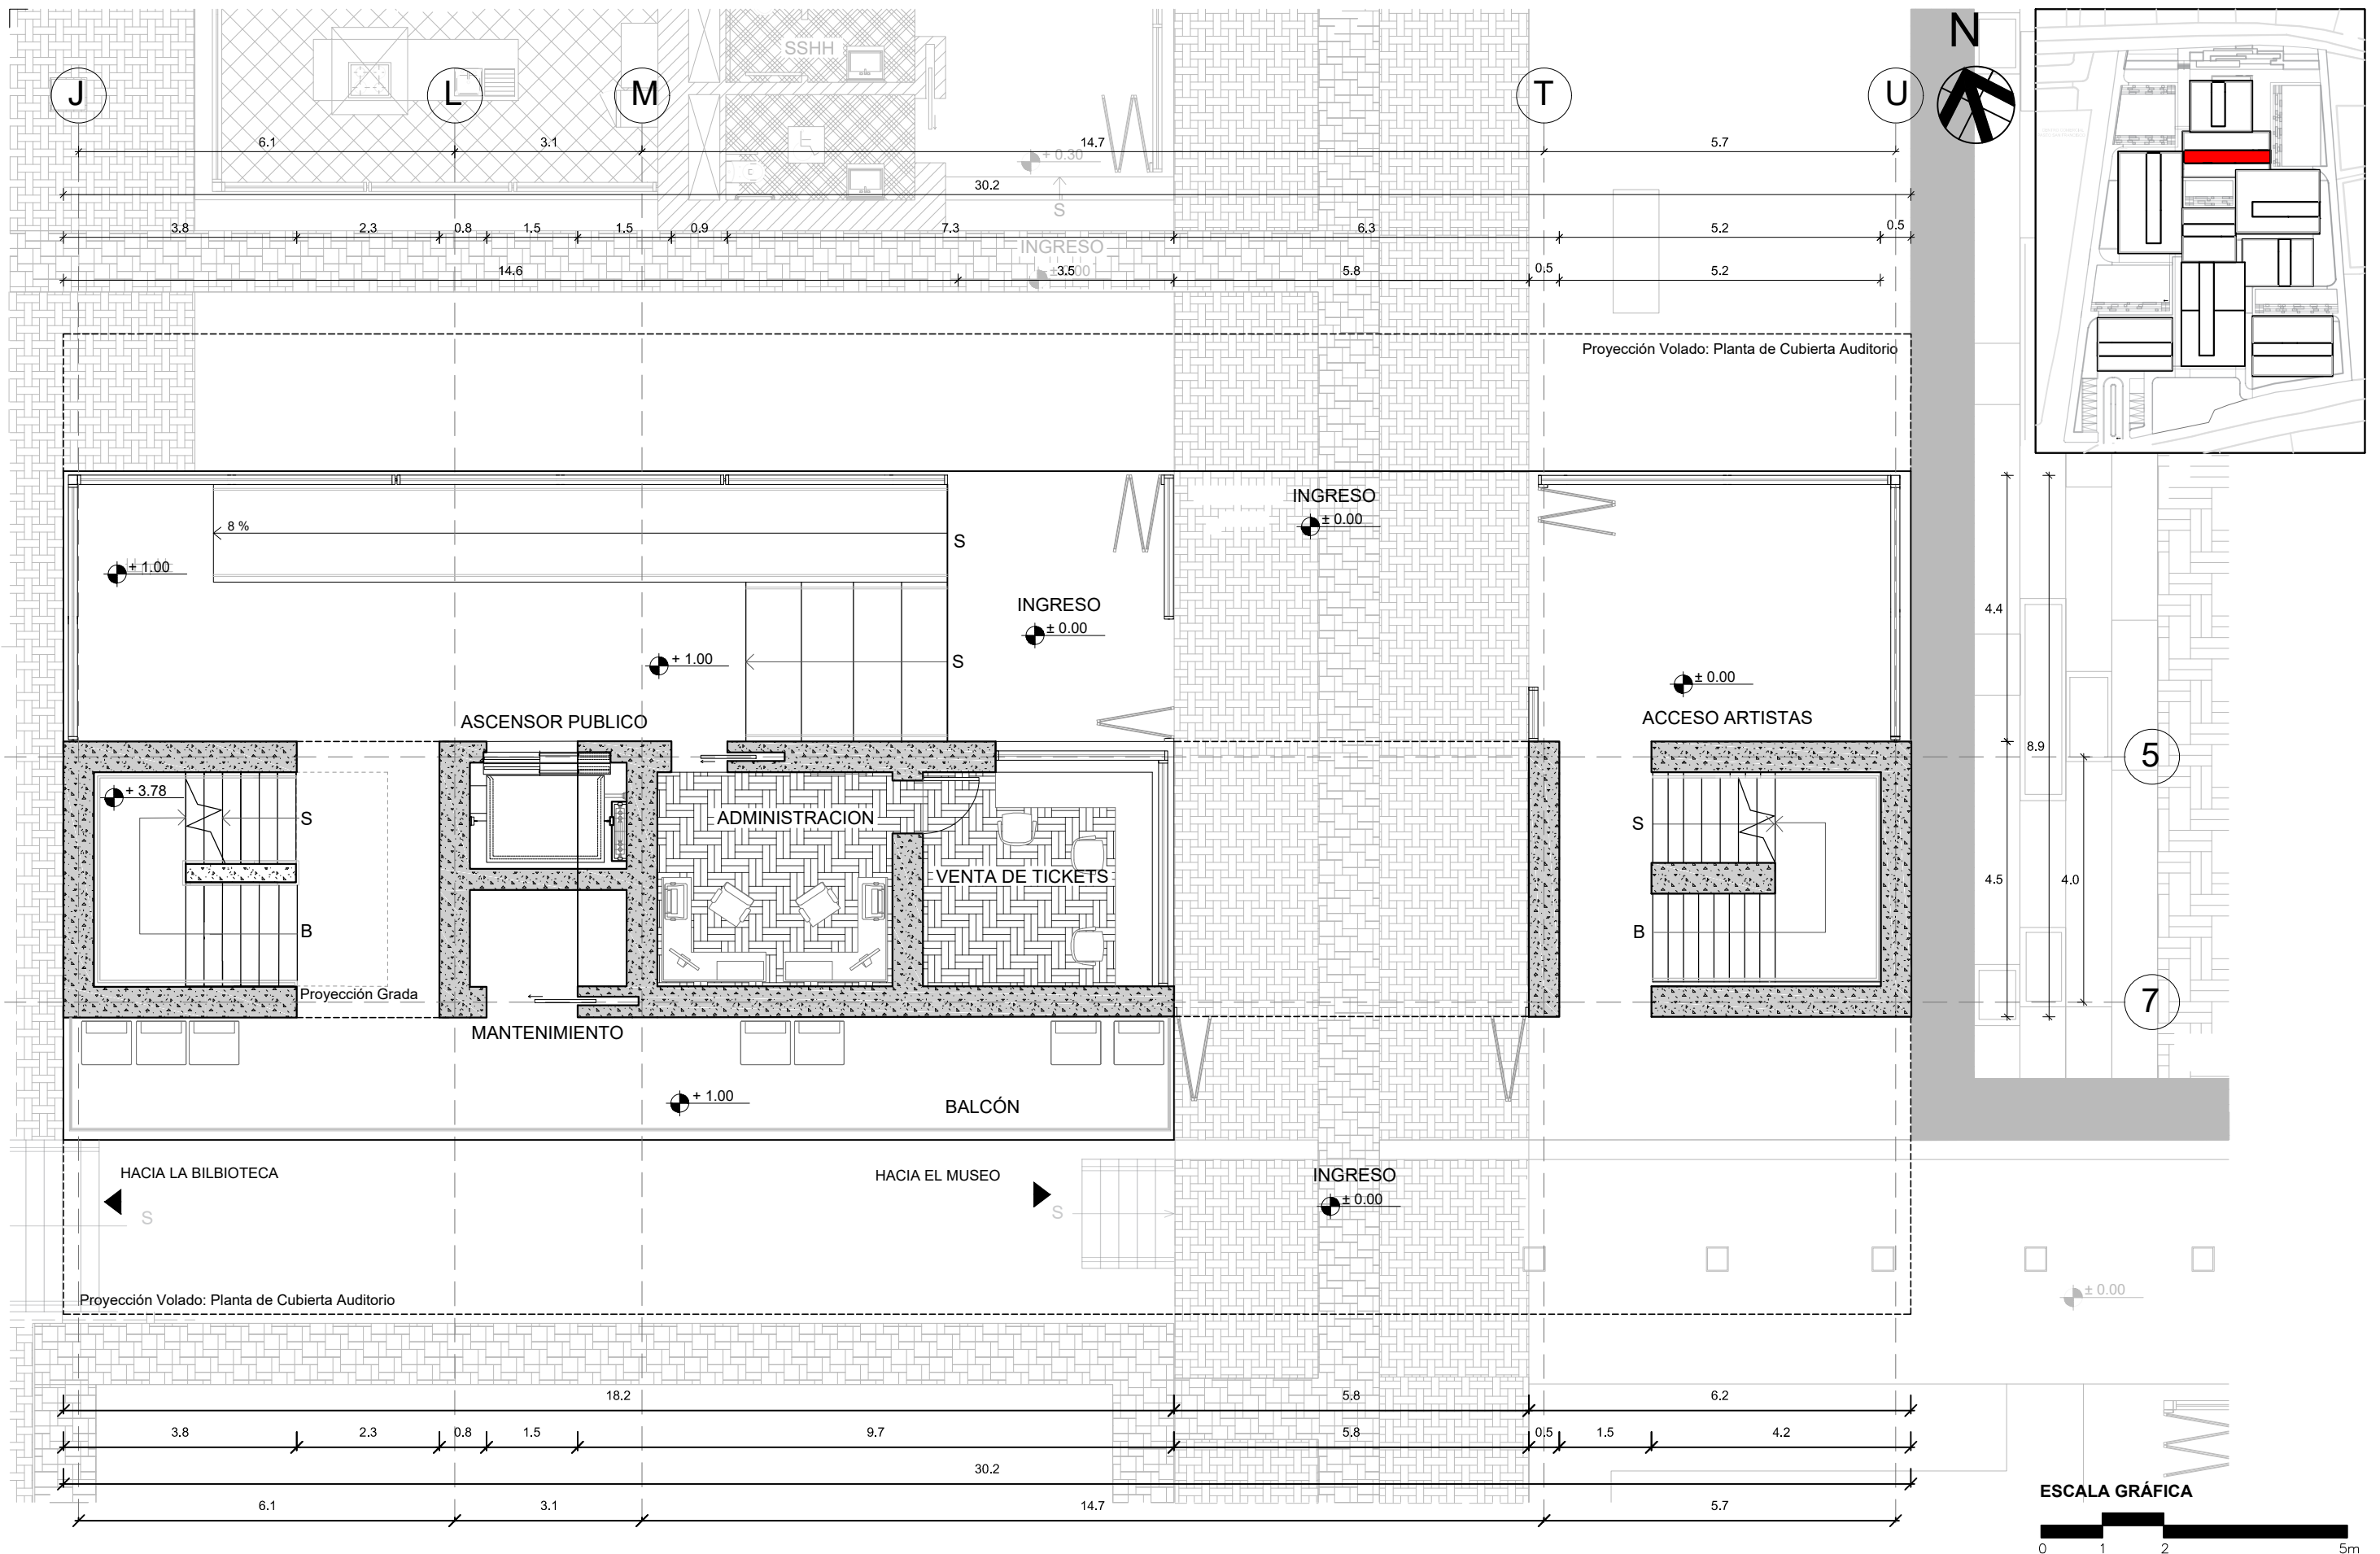 SSHH
N
J
L
M
T
U
6.1
3.1
14.7
5.7
+ 0.30
30.2
S
3.8
2.3
0.8
1.5
1.5
0.9
7.3
6.3
5.2
0.5
INGRESO
± 0.00
14.6
3.5
5.8
0.5
5.2
Proyección Volado: Planta de Cubierta Auditorio
INGRESO
± 0.00
8 %
S
+ 1.00
INGRESO
± 0.00
4.4
+ 1.00
S
± 0.00
ASCENSOR PUBLICO
ACCESO ARTISTAS
8.9
5
+ 3.78
S
ADMINISTRACION
S
VENTA DE TICKETS
4.5
4.0
B
B
Proyección Grada
7
MANTENIMIENTO
+ 1.00
BALCÓN
HACIA LA BILBIOTECA
HACIA EL MUSEO
INGRESO
± 0.00
S
S
± 0.00
Proyección Volado: Planta de Cubierta Auditorio
18.2
5.8
6.2
3.8
2.3
0.8
1.5
9.7
5.8
0.5
1.5
4.2
30.2
6.1
3.1
14.7
5.7
ESCALA GRÁFICA
0
1
2
5m